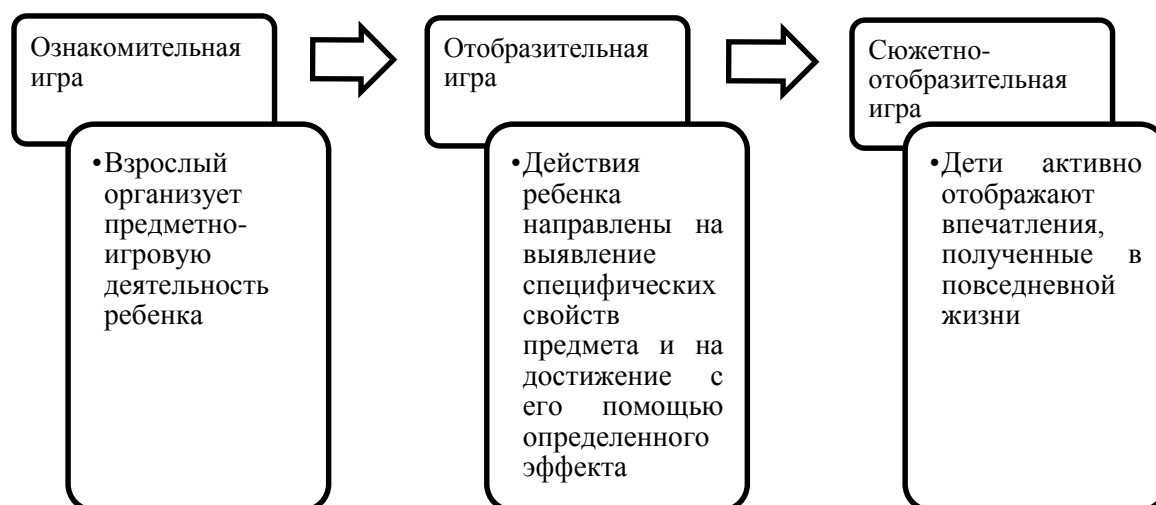 Ознакомительная
игра
•Взрослый
организует
предметно-
игровую
деятельность
ребенка
Отобразительная
игра
•Действия
ребенка
направлены на
выявление
специфических
свойств
предмета и на
достижение с
его помощью
определенного
эффекта
Сюжетно-
отобразительная
игра
•Дети активно
отображают
впечатления,
полученные в
повседневной
жизни